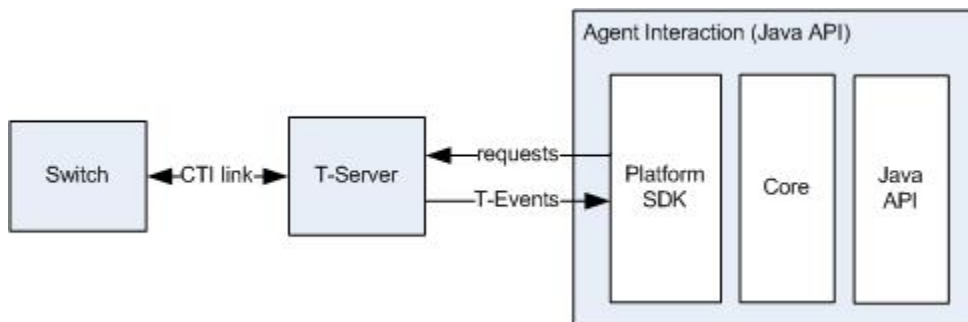 Agent Interaction (Java API)
Switch
CTI link
T-Server
requests
T-Events
Platform
SDK
Core
Java
API